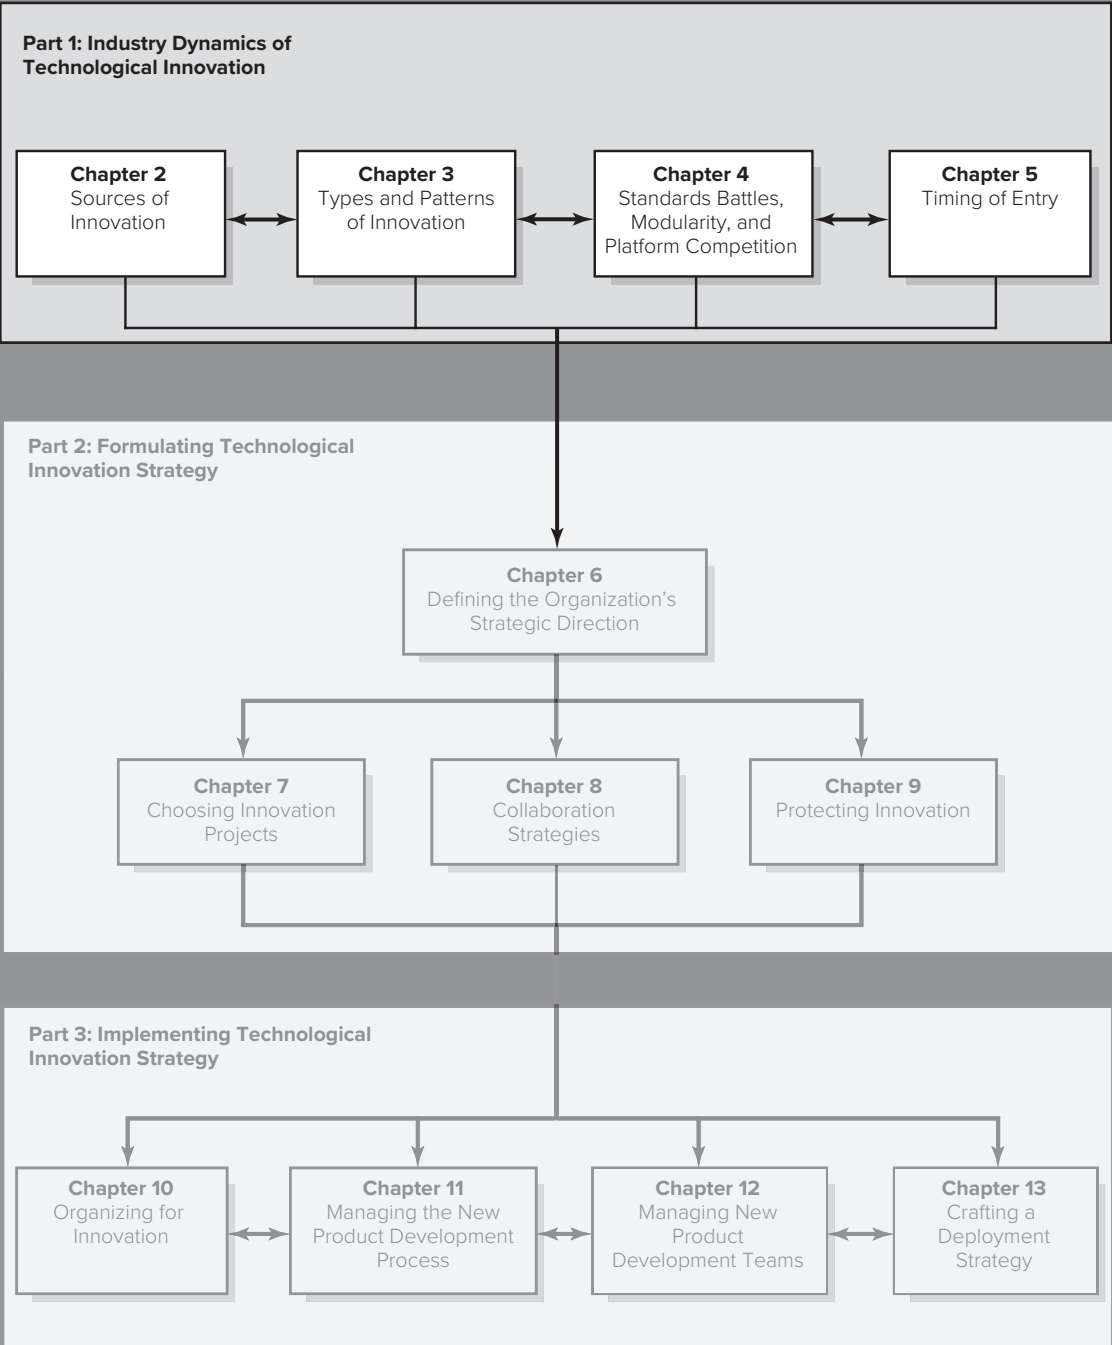 Part 1: Industry Dynamics of
Technological Innovation
Chapter 2
Sources of
Innovation
Chapter 3
Types and Patterns
of Innovation
Chapter 4
Standards Battles,
Modularity, and
Platform Competition
Chapter 5
Timing of Entry
Part 2: Formulating Technological
Innovation Strategy
Chapter 6
Defining the Organization’s
Strategic Direction
Chapter 7
Choosing Innovation
Projects
Chapter 8
Collaboration
Strategies
Chapter 9
Protecting Innovation
Part 3: Implementing Technological
Innovation Strategy
Chapter 10
Organizing for
Innovation
Chapter 11
Managing the New
Product Development
Process
Chapter 12
Managing New
Product
Development Teams
Chapter 13
Crafting a
Deployment
Strategy